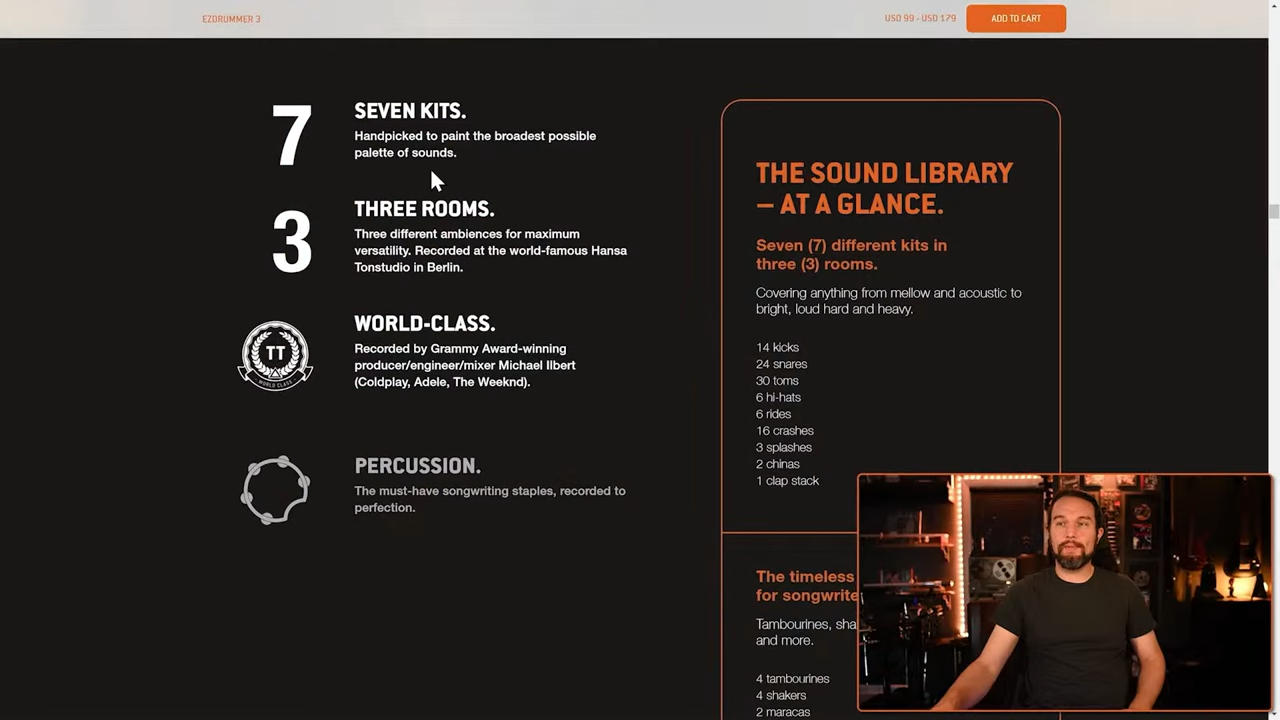 EZDRUMMER 3
USD 99 - USD 179
ADD TO CART
7
SEVEN KITS.
Handpicked to paint the broadest possible
palette of sounds.
3
THREE ROOMS.
Three different ambiences for maximum
versatility. Recorded at the world-famous Hansa
Tonstudio in Berlin.
TT
WORLD CLASS
WORLD-CLASS.
Recorded by Grammy Award-winning
producer/engineer/mixer Michael Ilbert
(Coldplay, Adele, The Weeknd).
PERCUSSION.
The must-have songwriting staples, recorded to
perfection.
THE SOUND LIBRARY
– AT A GLANCE.
Seven (7) different kits in
three (3) rooms.
Covering anything from mellow and acoustic to
bright, loud hard and heavy.
14 kicks
24 snares
30 toms
6 hi-hats
6 rides
16 crashes
3 splashes
2 chinas
1 clap stack
The timeless
for songwrite
Tambourines, sha
and more.
4 tambourines
4 shakers
2 maracas